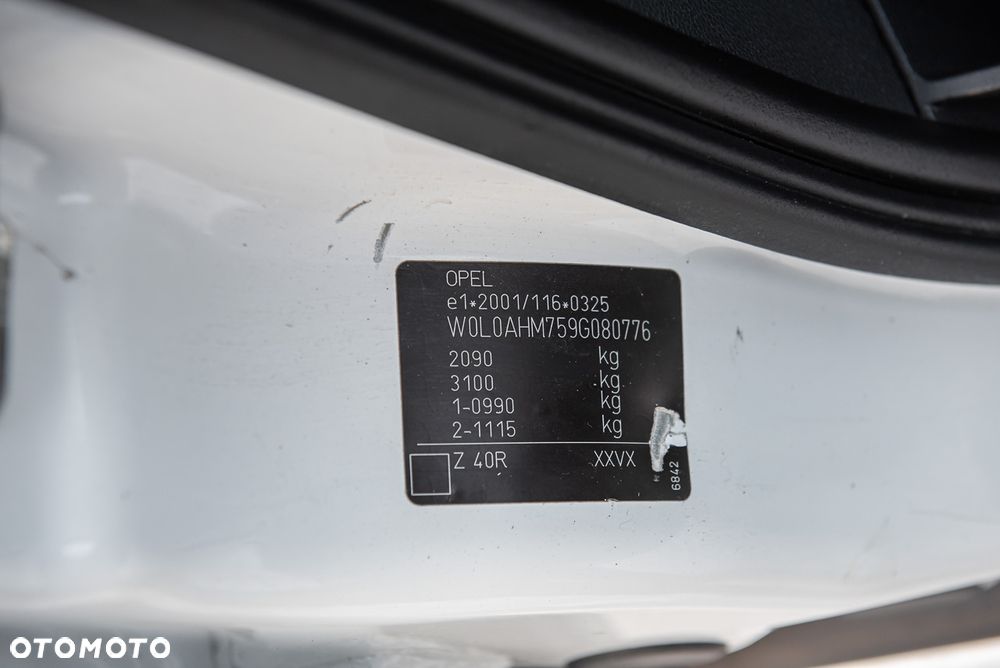 OPEL
e1*2001/116*0325
W0L0AHM759G080776
2090 kg
3100 kg
1-0990 kg
2-1115 kg
Z 40R XXVX
6842
OTOMOTO